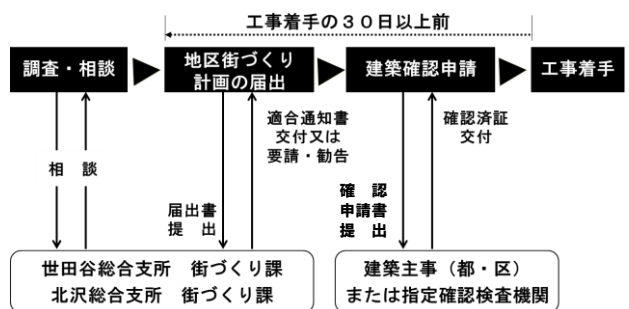 工事着手の３０日以上前
調査・相談
地区街づくり
計画の届出
建築確認申請
工事着手
相　談
届出書
提　出
適合通知書
交付又は
要請・勧告
確　認
申請書
提　出
確認済証
交付
世田谷総合支所　街づくり課
北沢総合支所　街づくり課
建築主事（都・区）
または指定確認検査機関